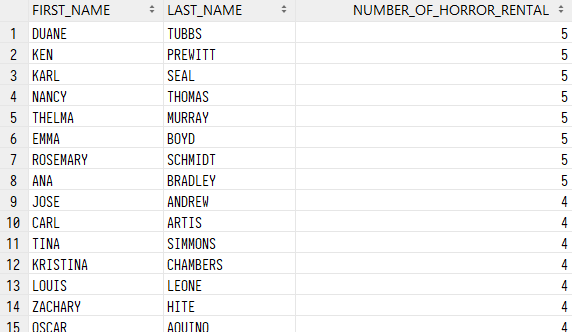 FIRST_NAME LAST_NAME NUMBER_OF_HORROR_RENTAL
1 DUANE TUBBS 5
2 KEN PREWITT 5
3 KARL SEAL 5
4 NANCY THOMAS 5
5 THELMA MURRAY 5
6 EMMA BOYD 5
7 ROSEMARY SCHMIDT 5
8 ANA BRADLEY 5
9 JOSE ANDREW 4
10 CARL ARTIS 4
11 TINA SIMMONS 4
12 KRISTINA CHAMBERS 4
13 LOUIS LEONE 4
14 ZACHARY HITE 4
15 OSCAR AQUINO 4